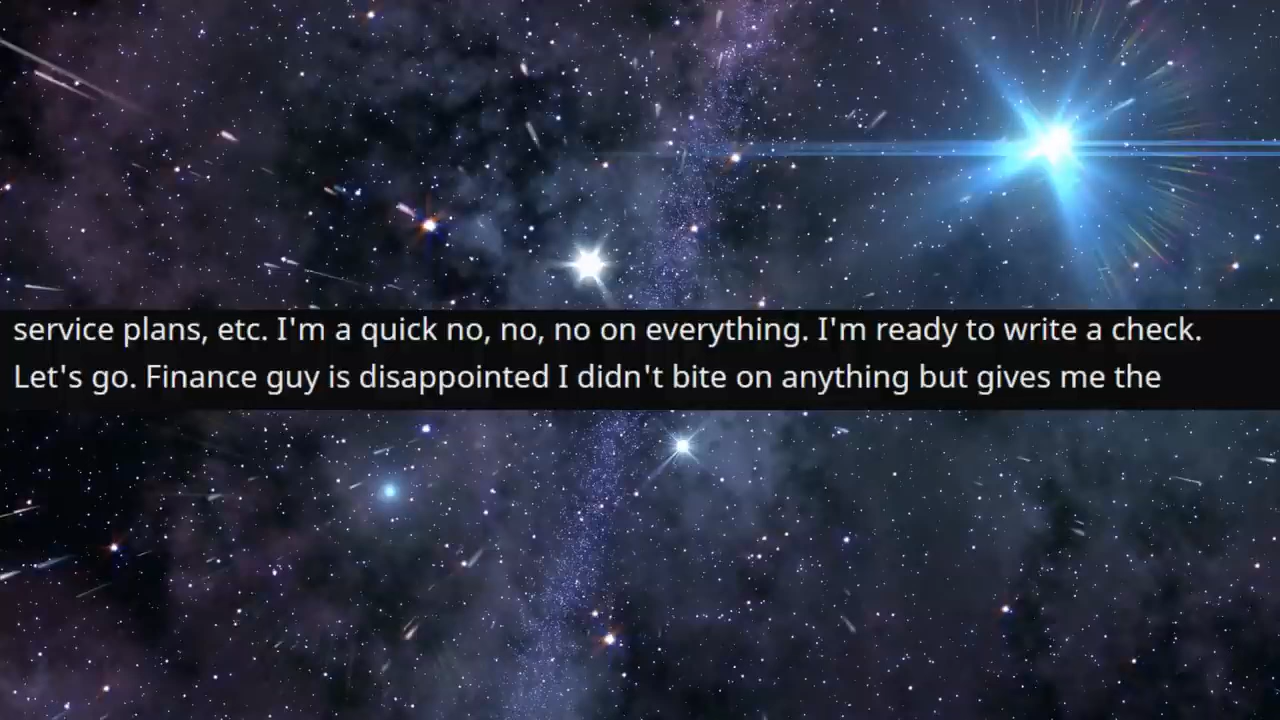 service plans, etc. I'm a quick no, no, no on everything. I'm ready to write a check.
Let's go. Finance guy is disappointed I didn't bite on anything but gives me the